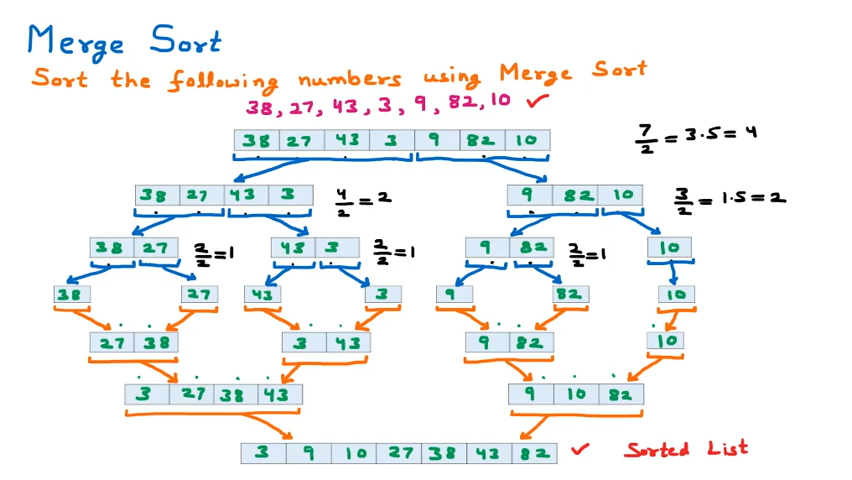 Merge Sort
Sort the following numbers using Merge Sort
38, 27, 43, 3, 9, 82, 10 ✓
38 27 43 3 9 82 10
7/2 = 3.5 = 4
38 27 43 3
4/2 = 2
9 82 10
3/2 = 1.5 = 2
38 27
2/2 = 1
43 3
2/2 = 1
9 82
2/2 = 1
10
38 27 43 3 9 82 10
27 38
3 43
9 82
10
3 27 38 43
9 10 82
3 9 10 27 38 43 82 ✓ Sorted List